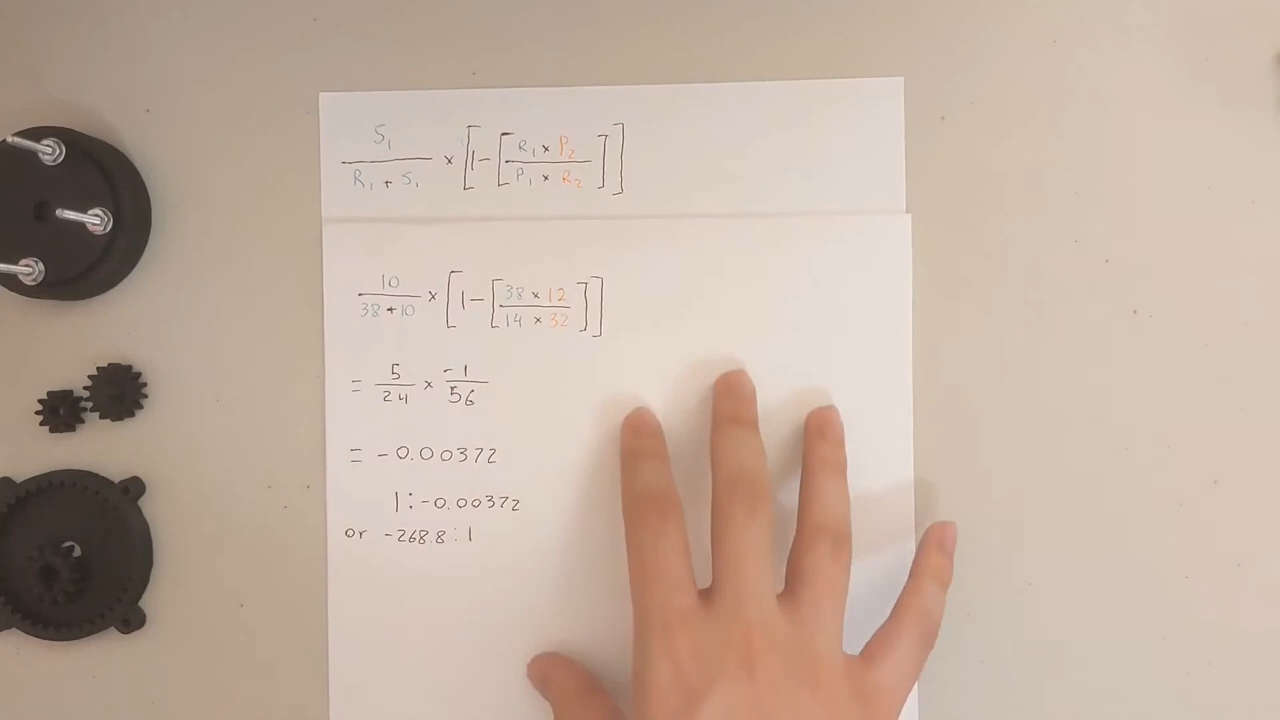 S₁ / (R₁ + S₁) × [1 − [(R₁ × P₂) / (P₁ × R₂)]]
10 / (38 + 10) × [1 − [(38 × 12) / (14 × 32)]]
= 5/24 × -1/56
= -0.00372
1:-0.00372
or -268.8:1